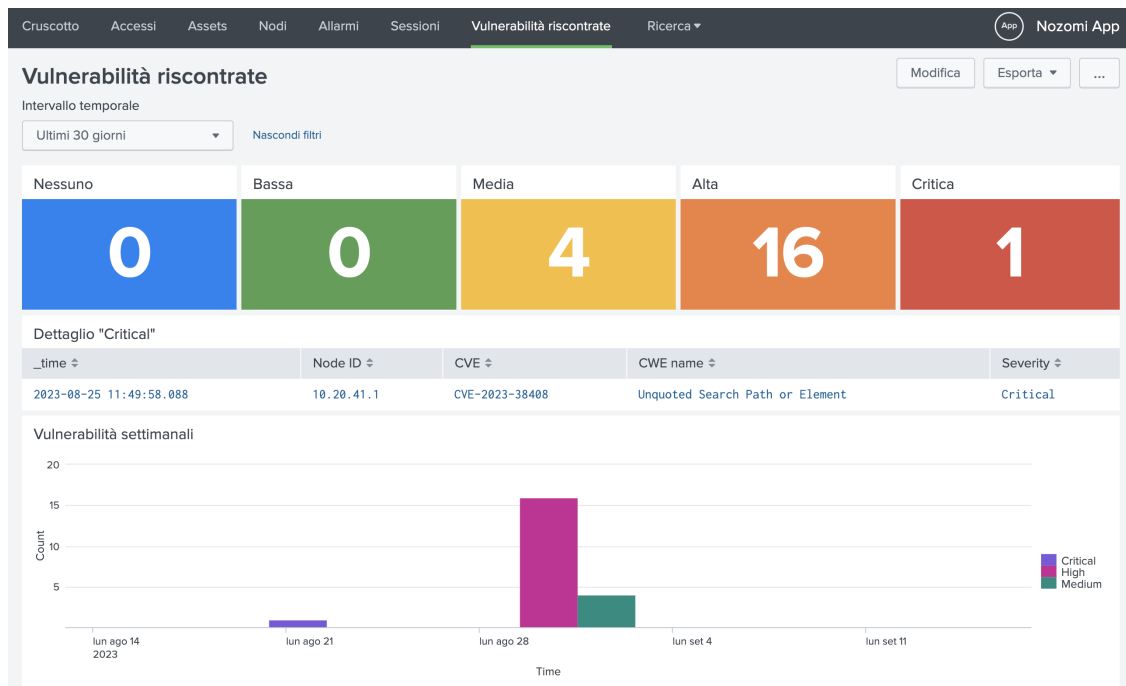 Cruscotto Accessi Assets Nodi Allarmi Sessioni Vulnerabilità riscontrate Ricerca App Nozomi App
Vulnerabilità riscontrate
Modifica Esporta ...
Intervallo temporale
Ultimi 30 giorni Nascondi filtri
Nessuno Bassa Media Alta Critica
0 0 4 16 1
Dettaglio "Critical"
_time Node ID CVE CWE name Severity
2023-08-25 11:49:58.088 10.20.41.1 CVE-2023-38408 Unquoted Search Path or Element Critical
Vulnerabilità settimanali
20
15
10
5
Count
Critical
High
Medium
lun ago 14 lun ago 21 lun ago 28 lun set 4 lun set 11
2023
Time